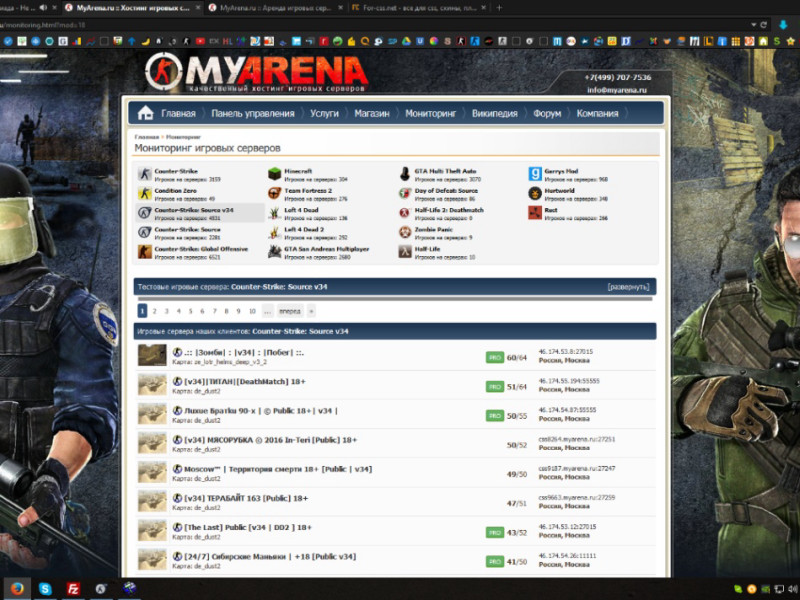 MyArena.ru :: Хостинг игровых с...
MyArena.ru :: Аренда игровых сер...
For-css.net - все для css, скины, пл...
MYARENA
качественный хостинг игровых серверов
+7(499) 707-7536
info@myarena.ru
Главная Панель управления Услуги Магазин Мониторинг Википедия Форум Компания
Главная > Мониторинг
Мониторинг игровых серверов
Counter-Strike
Игроков на серверах: 3159
Minecraft
Игроков на серверах: 304
GTA Multi Theft Auto
Игроков на серверах: 3070
Garrys Mod
Игроков на серверах: 968
Condition Zero
Игроков на серверах: 49
Team Fortress 2
Игроков на серверах: 276
Day of Defeat: Source
Игроков на серверах: 86
Hurtworld
Игроков на серверах: 348
Counter-Strike: Source v34
Игроков на серверах: 4931
Left 4 Dead
Игроков на серверах: 136
Half-Life 2: Deathmatch
Игроков на серверах: 0
Rust
Игроков на серверах: 286
Counter-Strike: Source
Игроков на серверах: 2286
Left 4 Dead 2
Игроков на серверах: 292
Zombie Panic
Игроков на серверах: 9
Counter-Strike: Global Offensive
Игроков на серверах: 6521
GTA San Andreas Multiplayer
Игроков на серверах: 2680
Half-Life
Игроков на серверах: 10
Тестовые игровые сервера: Counter-Strike: Source v34 [развернуть]
1 2 3 4 5 6 7 8 9 10 ... вперед »
Игровые сервера наших клиентов: Counter-Strike: Source v34
.:: |Зомби| : |v34| : |Побег| ::.
Карта: ze_lotr_helms_deep_v3_2
PRO 60/64
46.174.53.8:27015
Россия, Москва
[v34][ТИТАН][DeathMatch] 18+
Карта: de_dust2
PRO 51/64
46.174.55.194:55555
Россия, Москва
Лихие Братки 90-х | © Public 18+| v34 |
Карта: de_dust2
PRO 50/55
46.174.54.87:55555
Россия, Москва
[v34] МЯСОРУБКА © 2016 In-Teri [Public] 18+
Карта: de_dust2
50/52
css8264.myarena.ru:27251
Россия, Москва
Moscow™ | Территория смерти 18+ [Public | v34]
Карта: de_dust2
49/50
css9187.myarena.ru:27247
Россия, Москва
[v34] ТЕРАБАЙТ 163 [Public] 18+
Карта: de_dust2
47/51
css9663.myarena.ru:27259
Россия, Москва
[The Last] Public [v34 | DD2 ] 18+
Карта: de_dust2
PRO 43/52
46.174.53.12:27015
Россия, Москва
[24/7] Сибирские Маньяки | +18 [Public v34]
Карта: de_dust2
PRO 41/50
46.174.54.26:11111
Россия, Москва